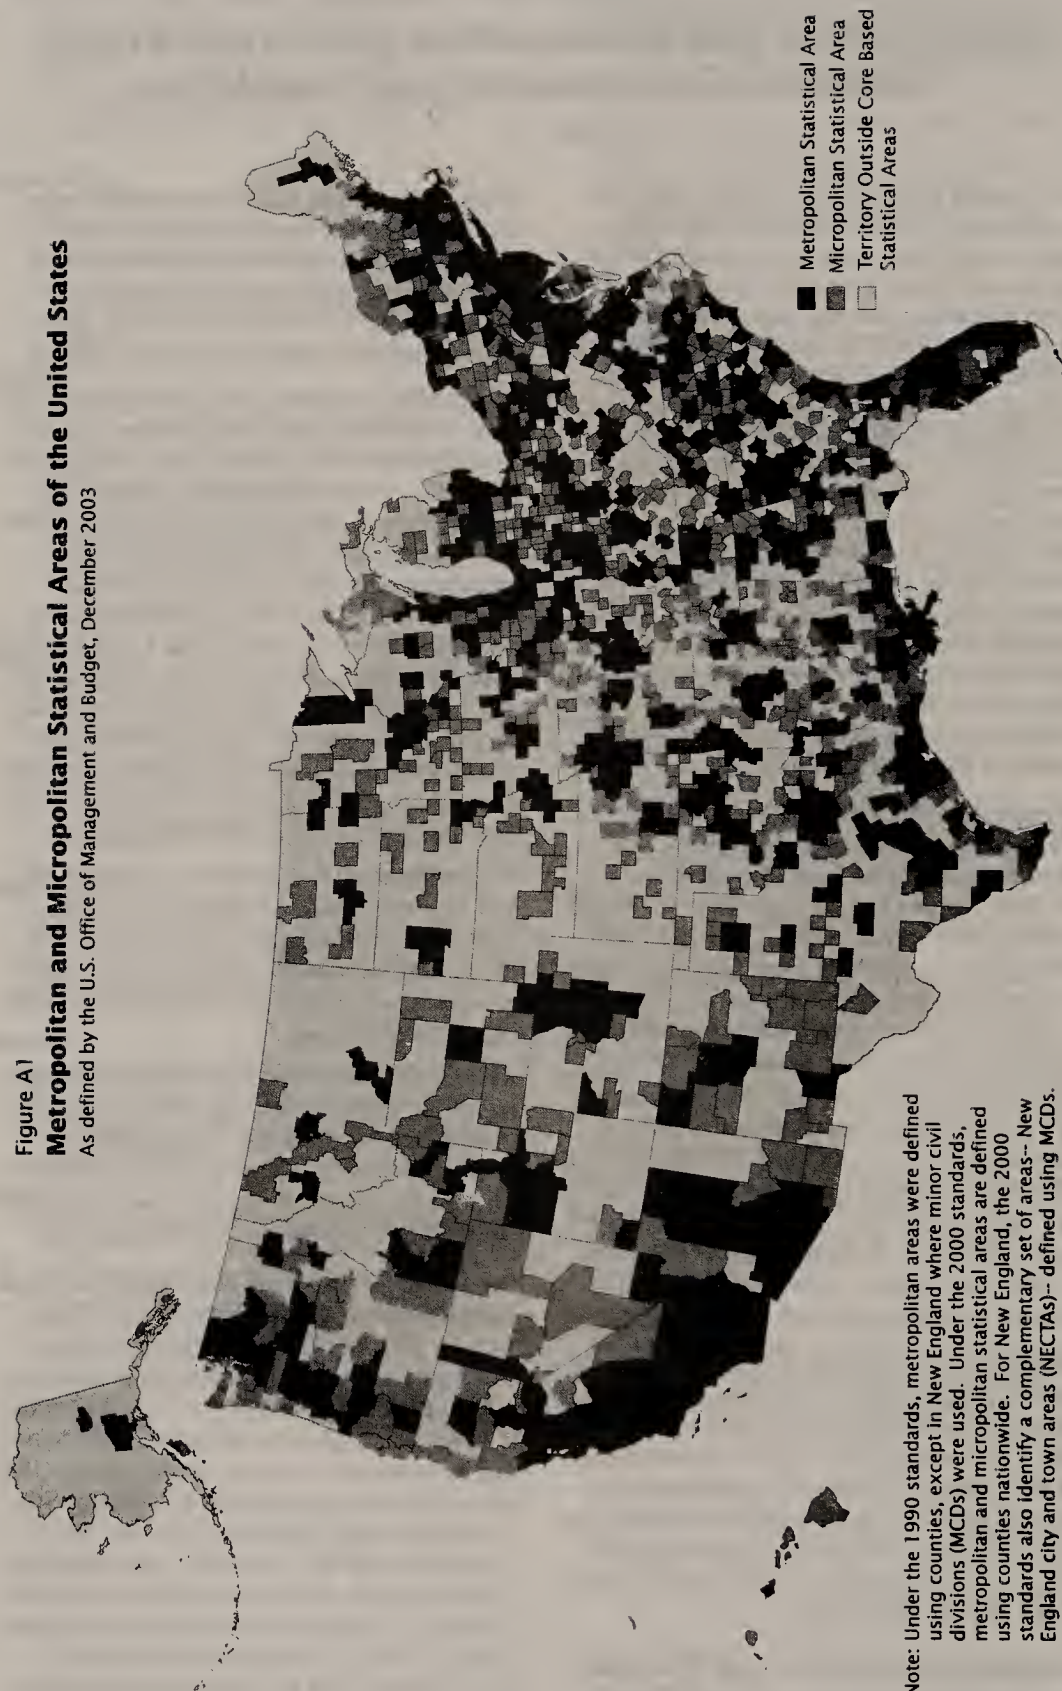 Figure A1
Metropolitan and Micropolitan Statistical Areas of the United States
As defined by the U.S. Office of Management and Budget, December 2003
Metropolitan Statistical Area
Micropolitan Statistical Area
Territory Outside Core Based
Statistical Areas
Note: Under the 1990 standards, metropolitan areas were defined
using counties, except in New England where minor civil
divisions (MCDs) were used. Under the 2000 standards,
metropolitan and micropolitan statistical areas are defined
using counties nationwide. For New England, the 2000
standards also identify a complementary set of areas-- New
England city and town areas (NECTAs)-- defined using MCDs.